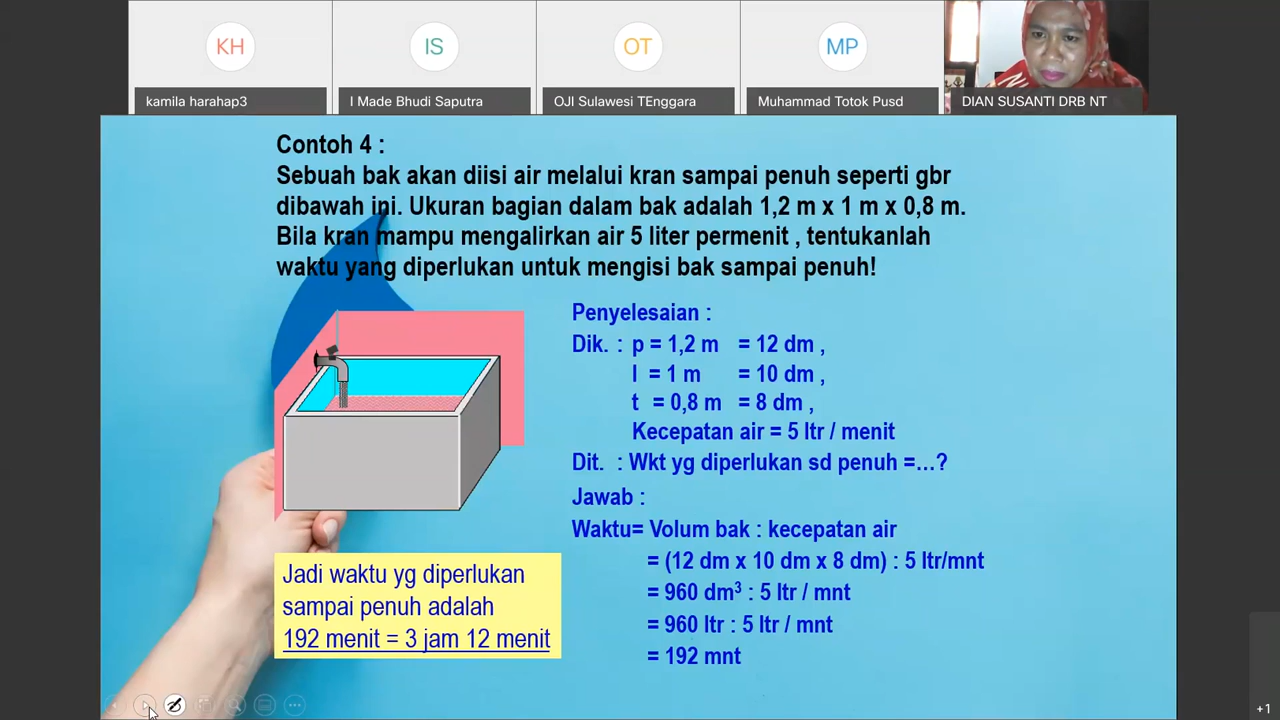 KH
IS
OT
MP
kamila harahap3
I Made Bhudi Saputra
OJI Sulawesi TEnggara
Muhammad Totok Pusd
DIAN SUSANTI DRB NT
Contoh 4 :
Sebuah bak akan diisi air melalui kran sampai penuh seperti gbr
dibawah ini. Ukuran bagian dalam bak adalah 1,2 m x 1 m x 0,8 m.
Bila kran mampu mengalirkan air 5 liter permenit , tentukanlah
waktu yang diperlukan untuk mengisi bak sampai penuh!
Penyelesaian :
Dik. : p = 1,2 m = 12 dm ,
l = 1 m = 10 dm ,
t = 0,8 m = 8 dm ,
Kecepatan air = 5 ltr / menit
Dit. : Wkt yg diperlukan sd penuh =...?
Jawab :
Waktu= Volum bak : kecepatan air
= (12 dm x 10 dm x 8 dm) : 5 ltr/mnt
= 960 dm³ : 5 ltr / mnt
= 960 ltr : 5 ltr / mnt
= 192 mnt
Jadi waktu yg diperlukan
sampai penuh adalah
192 menit = 3 jam 12 menit
+1